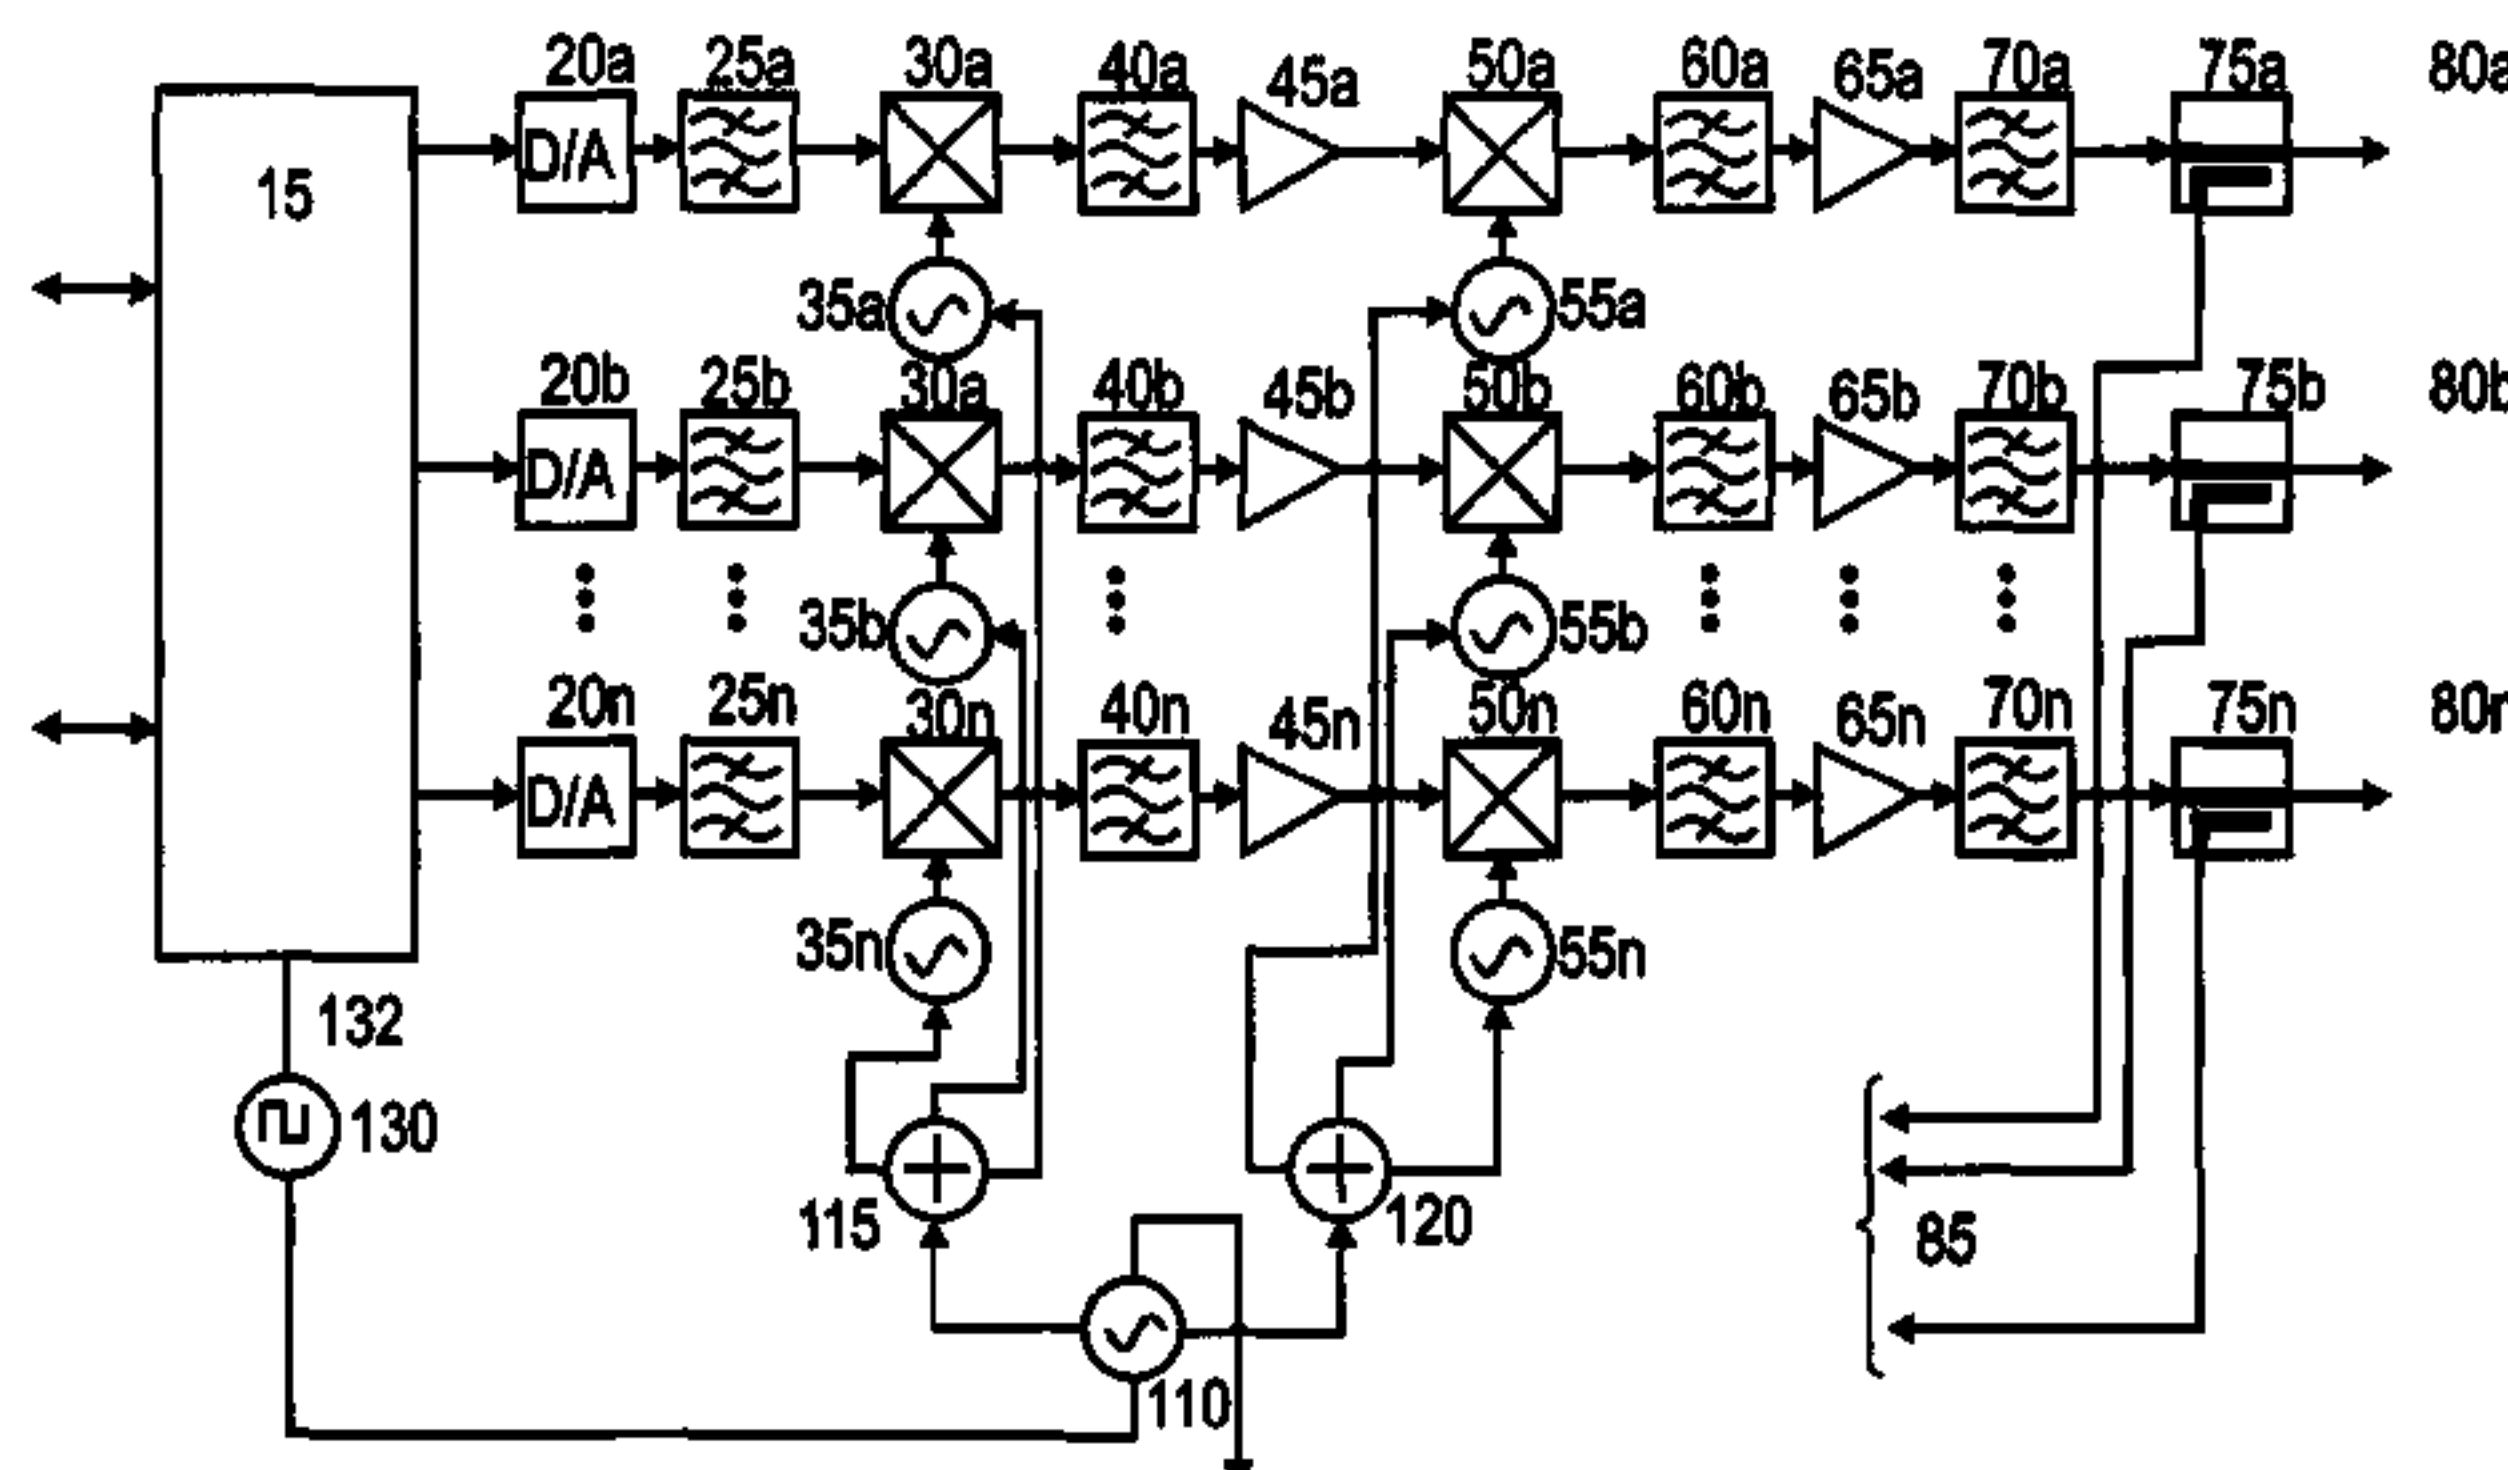 20a 25a 30a 40a 45a 50a 60a 65a 70a 75a 80a
D/A
15
35a 55a
20b 25b 30a 40b 45b 50b 60b 65b 70b 75b 80b
D/A
35b 55b
20n 25n 30n 40n 45n 50n 60n 65n 70n 75n 80n
D/A
35n 55n
132
130
115 120 85
110